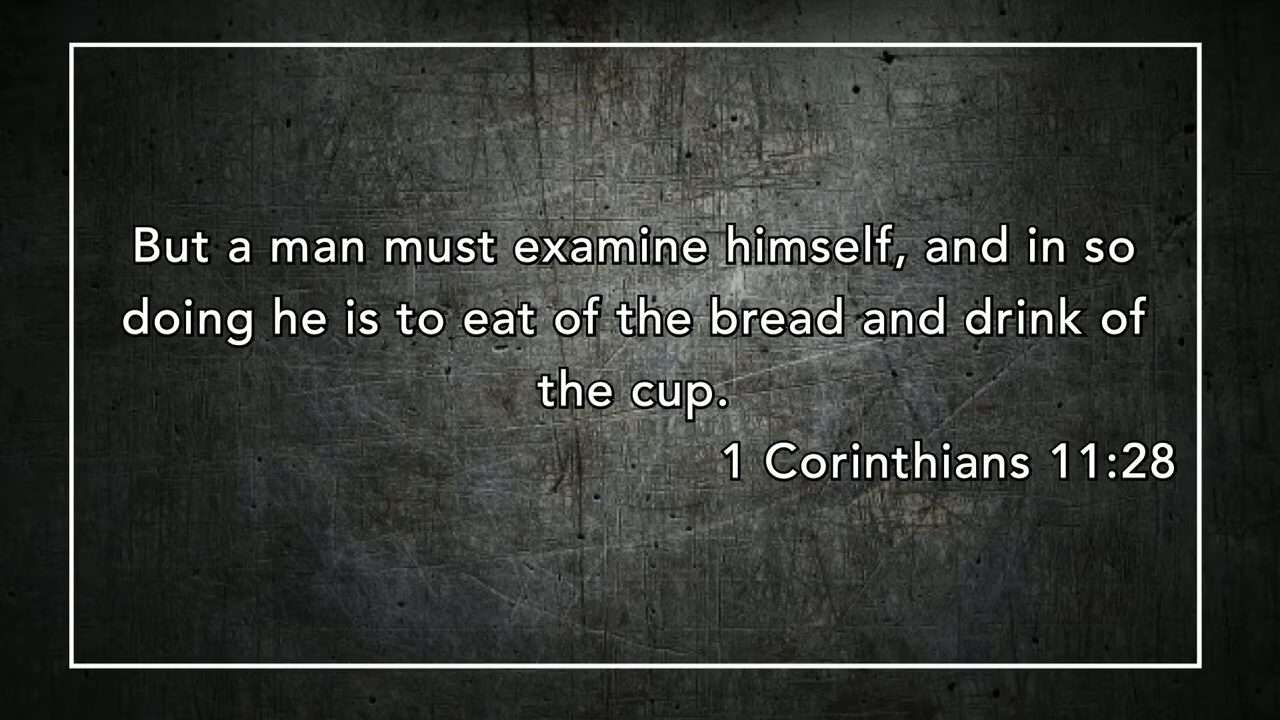 But a man must examine himself, and in so
doing he is to eat of the bread and drink of
the cup.
1 Corinthians 11:28